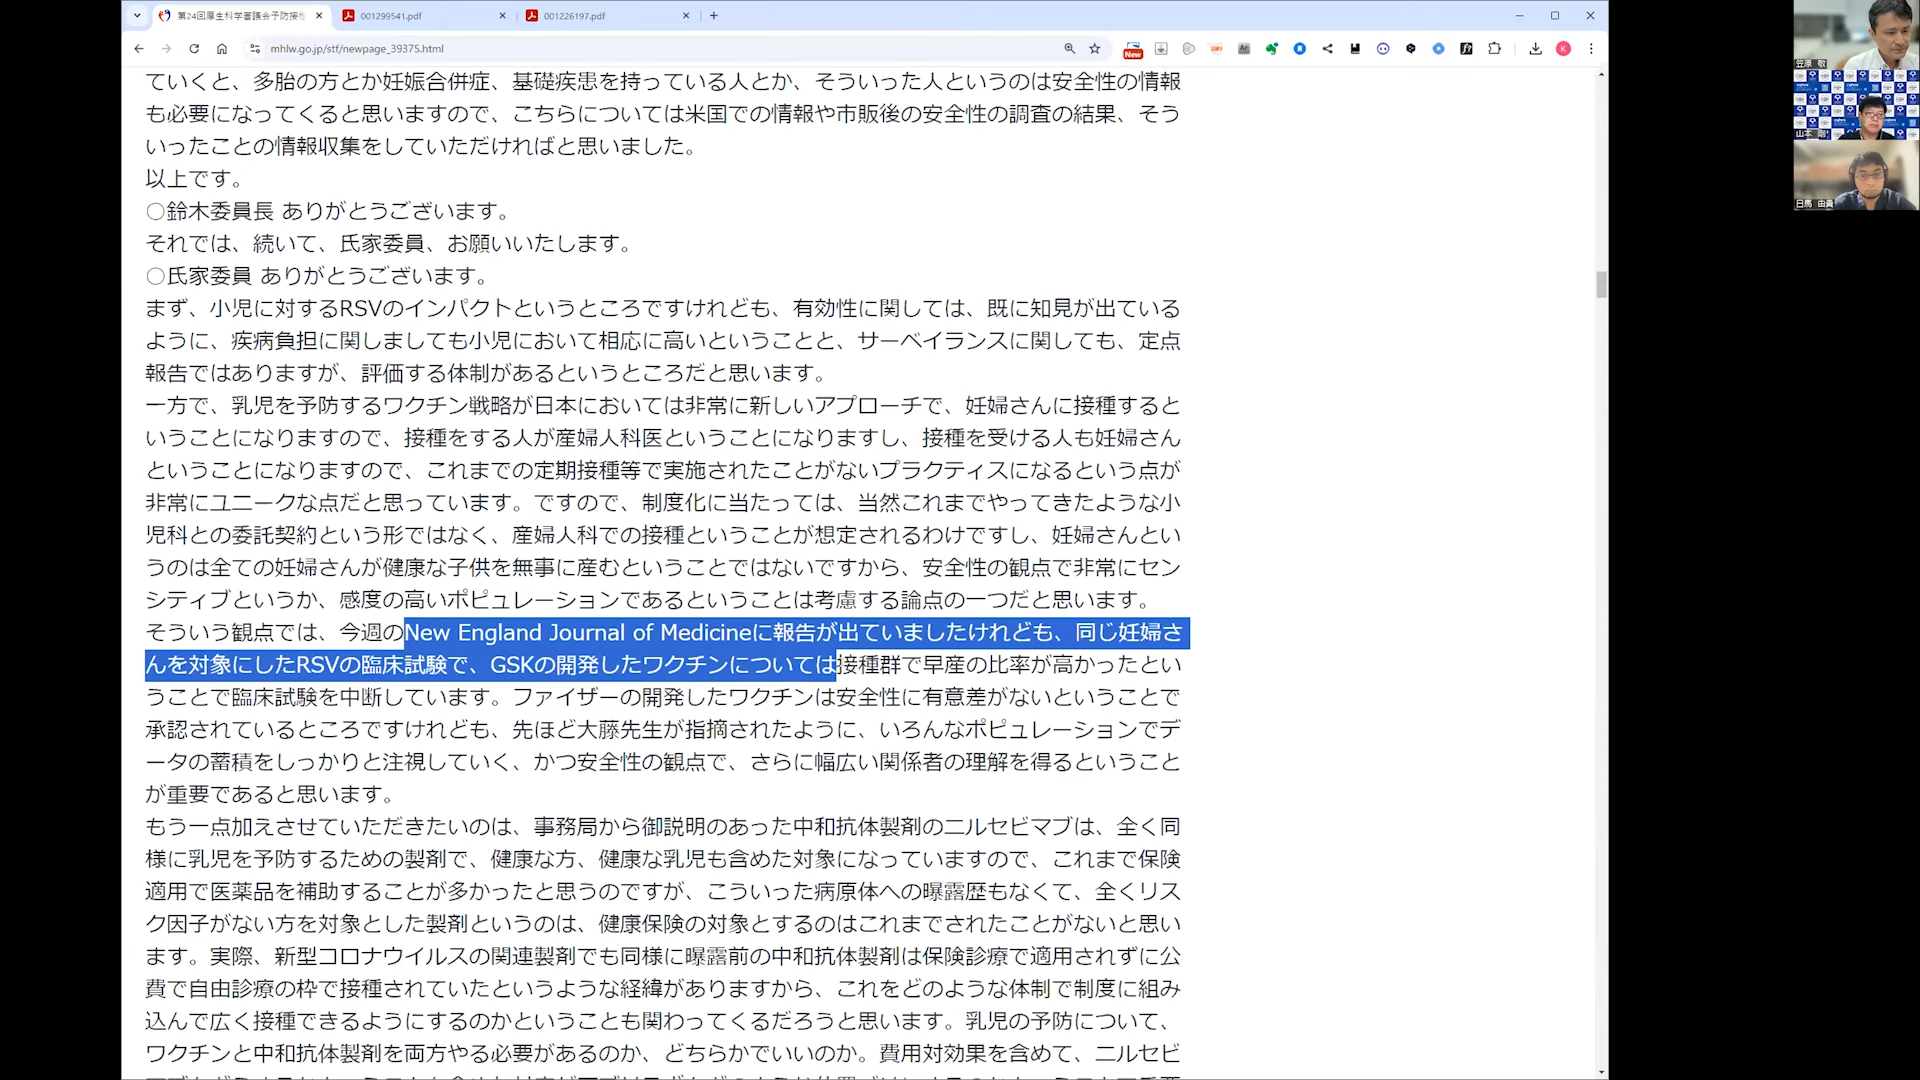 第24回厚生科学審議会予防接種
001299541.pdf
001226197.pdf
mhlw.go.jp/stf/newpage_39375.html
New
K
笠原 敬
山本 剛
日馬 由貴
ていくと、多胎の方とか妊娠合併症、基礎疾患を持っている人とか、そういった人というのは安全性の情報
も必要になってくると思いますので、こちらについては米国での情報や市販後の安全性の調査の結果、そう
いったことの情報収集をしていただければと思いました。
以上です。
○鈴木委員長 ありがとうございます。
それでは、続いて、氏家委員、お願いいたします。
○氏家委員 ありがとうございます。
まず、小児に対するRSVのインパクトというところですけれども、有効性に関しては、既に知見が出ている
ように、疾病負担に関しましても小児において相応に高いということと、サーベイランスに関しても、定点
報告ではありますが、評価する体制があるというところだと思います。
一方で、乳児を予防するワクチン戦略が日本においては非常に新しいアプローチで、妊婦さんに接種すると
いうことになりますので、接種をする人が産婦人科医ということになりますし、接種を受ける人も妊婦さん
ということになりますので、これまでの定期接種等で実施されたことがないプラクティスになるという点が
非常にユニークな点だと思っています。ですので、制度化に当たっては、当然これまでやってきたような小
児科との委託契約という形ではなく、産婦人科での接種ということが想定されるわけですし、妊婦さんとい
うのは全ての妊婦さんが健康な子供を無事に産むということではないですから、安全性の観点で非常にセン
シティブというか、感度の高いポピュレーションであるということは考慮する論点の一つだと思います。
そういう観点では、今週のNew England Journal of Medicineに報告が出ていましたけれども、同じ妊婦さ
んを対象にしたRSVの臨床試験で、GSKの開発したワクチンについては接種群で早産の比率が高かったとい
うことで臨床試験を中断しています。ファイザーの開発したワクチンは安全性に有意差がないということで
承認されているところですけれども、先ほど大藤先生が指摘されたように、いろんなポピュレーションでデ
ータの蓄積をしっかりと注視していく、かつ安全性の観点で、さらに幅広い関係者の理解を得るということ
が重要であると思います。
もう一点加えさせていただきたいのは、事務局から御説明のあった中和抗体製剤のニルセビマブは、全く同
様に乳児を予防するための製剤で、健康な方、健康な乳児も含めた対象になっていますので、これまで保険
適用で医薬品を補助することが多かったと思うのですが、こういった病原体への曝露歴もなくて、全くリス
ク因子がない方を対象とした製剤というのは、健康保険の対象とするのはこれまでされたことがないと思い
ます。実際、新型コロナウイルスの関連製剤でも同様に曝露前の中和抗体製剤は保険診療で適用されずに公
費で自由診療の枠で接種されていたというような経緯がありますから、これをどのような体制で制度に組み
込んで広く接種できるようにするのかということも関わってくるだろうと思います。乳児の予防について、
ワクチンと中和抗体製剤を両方やる必要があるのか、どちらかでいいのか。費用対効果を含めて、ニルセビ